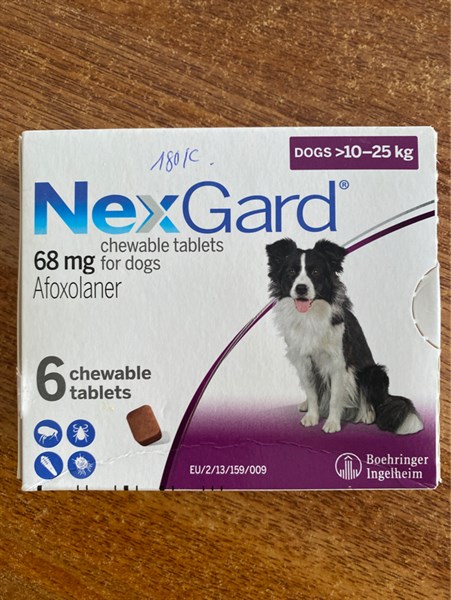 180/c.
DOGS >10–25 kg
NexGard®
chewable tablets
68 mg for dogs
Afoxolaner
6 chewable
tablets
EU/2/13/159/009
Boehringer
Ingelheim